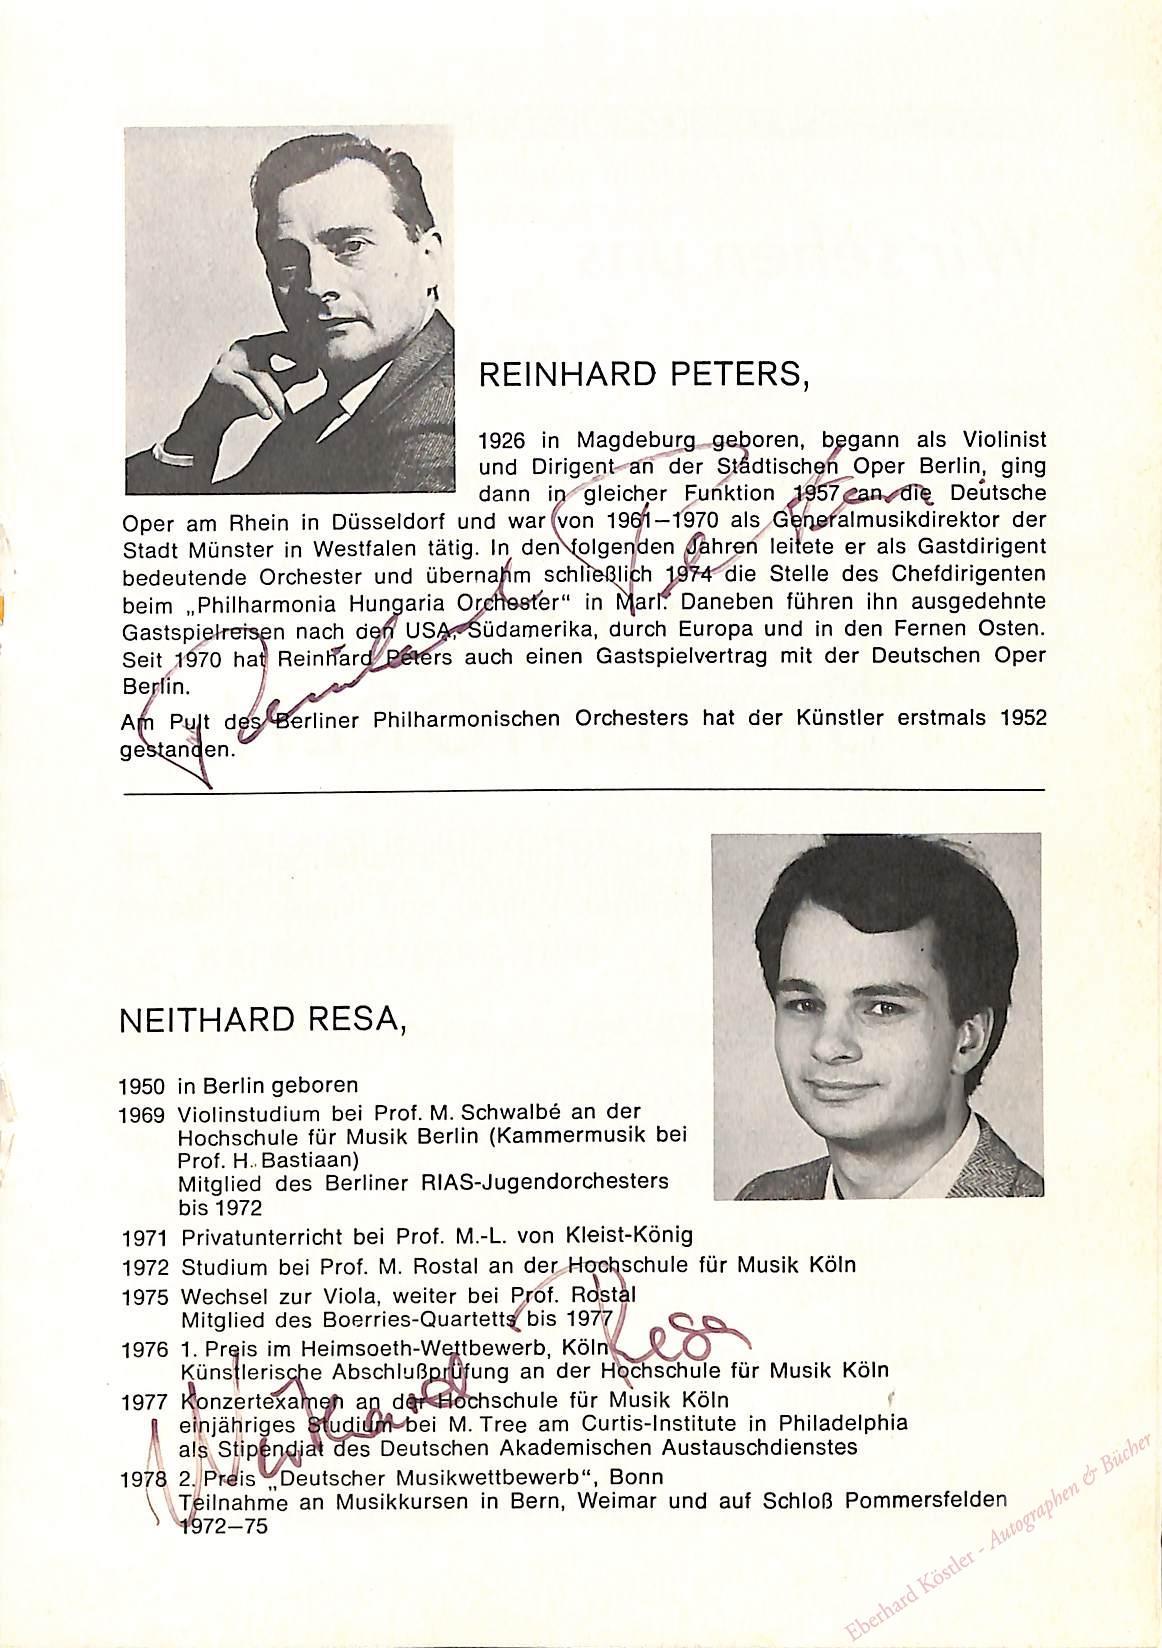 REINHARD PETERS,
1926 in Magdeburg geboren, begann als Violinist
und Dirigent an der Städtischen Oper Berlin, ging
dann in gleicher Funktion 1957 an die Deutsche
Oper am Rhein in Düsseldorf und war von 1961—1970 als Generalmusikdirektor der
Stadt Münster in Westfalen tätig. In den folgenden Jahren leitete er als Gastdirigent
bedeutende Orchester und übernahm schließlich 1974 die Stelle des Chefdirigenten
beim „Philharmonia Hungaria Orchester“ in Marl. Daneben führen ihn ausgedehnte
Gastspielreisen nach den USA, Südamerika, durch Europa und in den Fernen Osten.
Seit 1970 hat Reinhard Peters auch einen Gastspielvertrag mit der Deutschen Oper
Berlin.
Am Pult des Berliner Philharmonischen Orchesters hat der Künstler erstmals 1952
gestanden.
Reinhard Peters
NEITHARD RESA,
1950 in Berlin geboren
1969 Violinstudium bei Prof. M. Schwalbé an der
Hochschule für Musik Berlin (Kammermusik bei
Prof. H. Bastiaan)
Mitglied des Berliner RIAS-Jugendorchesters
bis 1972
1971 Privatunterricht bei Prof. M.-L. von Kleist-König
1972 Studium bei Prof. M. Rostal an der Hochschule für Musik Köln
1975 Wechsel zur Viola, weiter bei Prof. Rostal
Mitglied des Boerries-Quartetts bis 1977
1976 1. Preis im Heimsoeth-Wettbewerb, Köln
Künstlerische Abschlußprüfung an der Hochschule für Musik Köln
1977 Konzertexamen an der Hochschule für Musik Köln
einjähriges Studium bei M. Tree am Curtis-Institute in Philadelphia
als Stipendiat des Deutschen Akademischen Austauschdienstes
1978 2. Preis „Deutscher Musikwettbewerb“, Bonn
Teilnahme an Musikkursen in Bern, Weimar und auf Schloß Pommersfelden
1972—75
Neithard Resa
Eberhard Köstler - Autographen & Bücher